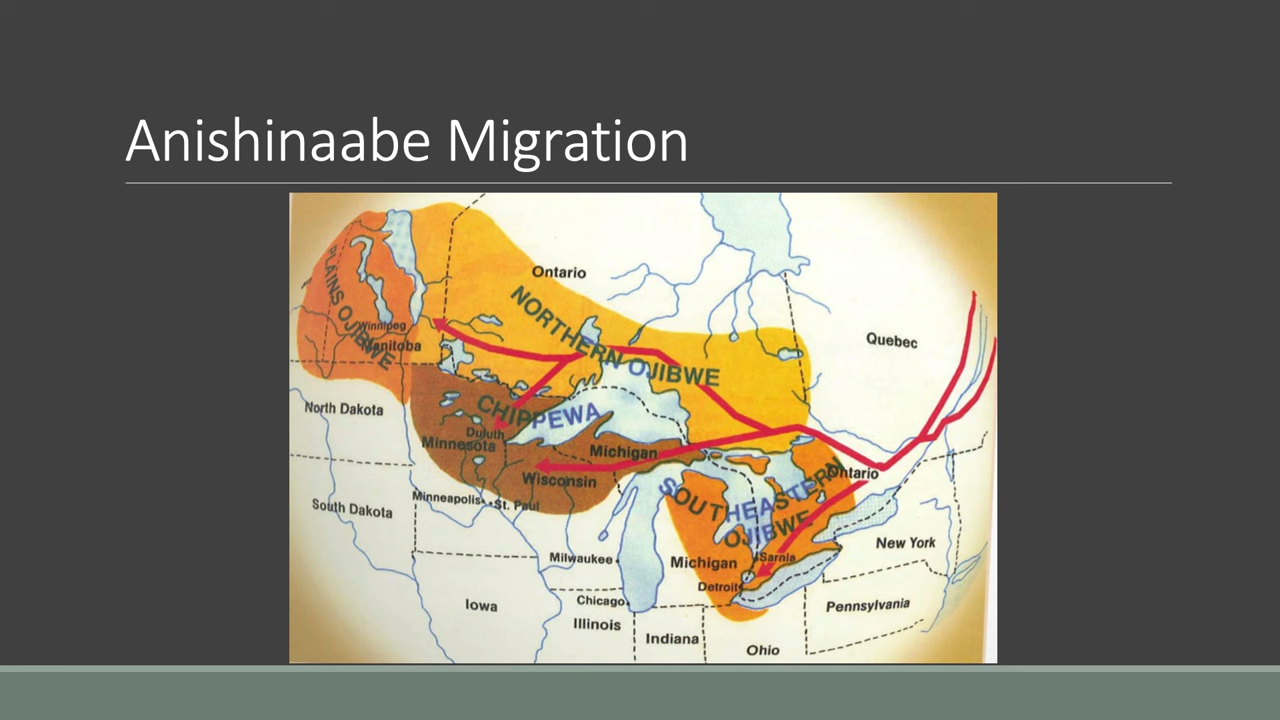 Anishinaabe Migration
Ontario
PLAINS OJIBWE
NORTHERN OJIBWE
Winnipeg
Manitoba
Quebec
North Dakota
CHIPPEWA
Duluth
Minnesota
Michigan
Wisconsin
Ontario
SOUTHEASTERN
OJIBWE
Minneapolis
St. Paul
South Dakota
New York
Milwaukee
Michigan
Sarnia
Detroit
Iowa
Chicago
Illinois
Indiana
Ohio
Pennsylvania